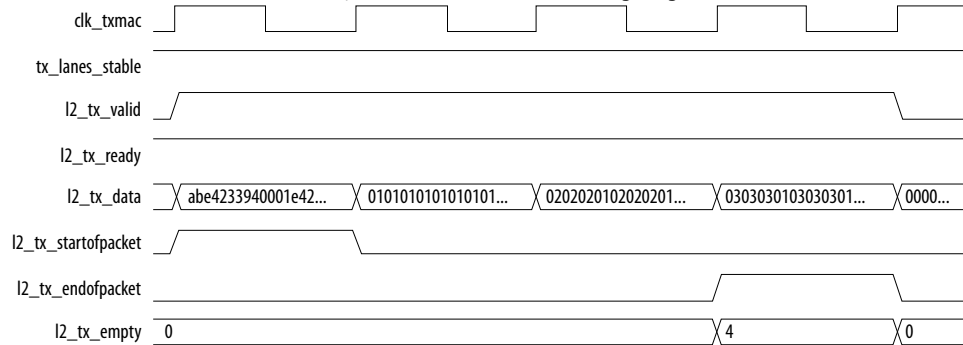 clk_txmac
tx_lanes_stable
l2_tx_valid
l2_tx_ready
l2_tx_data abe4233940001e42... 0101010101010101... 0202020102020201... 0303030103030301... 0000...
l2_tx_startofpacket
l2_tx_endofpacket
l2_tx_empty 0 4 0